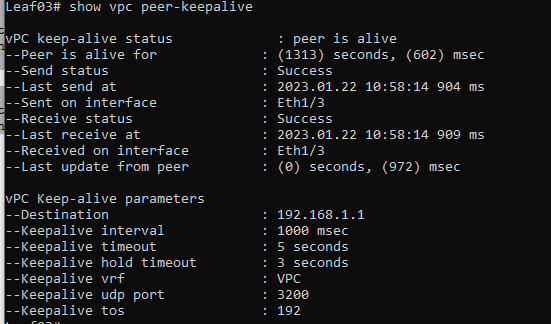 Leaf03# show vpc peer-keepalive
vPC keep-alive status : peer is alive
--Peer is alive for : (1313) seconds, (602) msec
--Send status : Success
--Last send at : 2023.01.22 10:58:14 904 ms
--Sent on interface : Eth1/3
--Receive status : Success
--Last receive at : 2023.01.22 10:58:14 909 ms
--Received on interface : Eth1/3
--Last update from peer : (0) seconds, (972) msec
vPC Keep-alive parameters
--Destination : 192.168.1.1
--Keepalive interval : 1000 msec
--Keepalive timeout : 5 seconds
--Keepalive hold timeout : 3 seconds
--Keepalive vrf : VPC
--Keepalive udp port : 3200
--Keepalive tos : 192
Leaf03#